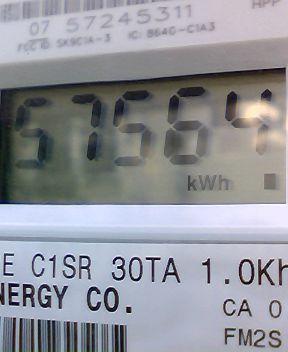 HPP
07 57245311
FCC ID: SK9C1A-3 IC: 864G-C1A3
57564
kWh
E C1SR 30TA 1.0Kh
NERGY CO.
CA 0
FM2S